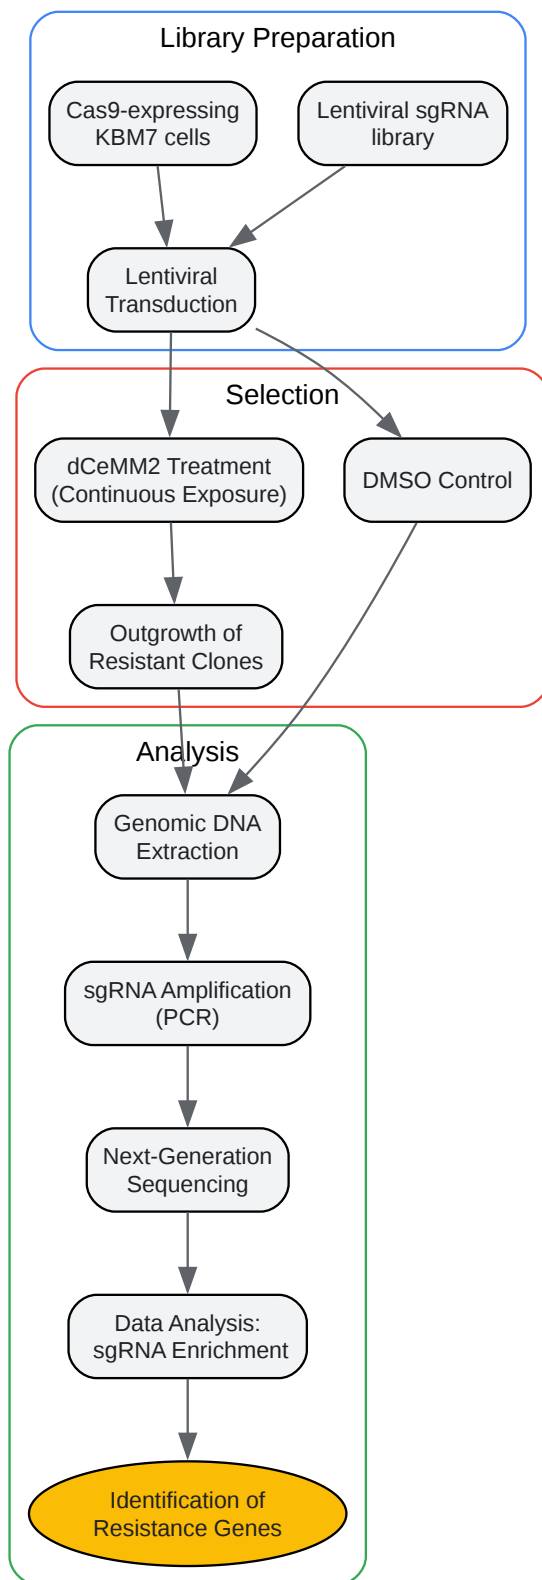 Library Preparation
Cas9-expressing
KBM7 cells
Lentiviral sgRNA
library
Lentiviral
Transduction
Selection
dCeMM2 Treatment
(Continuous Exposure)
DMSO Control
Outgrowth of
Resistant Clones
Analysis
Genomic DNA
Extraction
sgRNA Amplification
(PCR)
Next-Generation
Sequencing
Data Analysis:
sgRNA Enrichment
Identification of
Resistance Genes